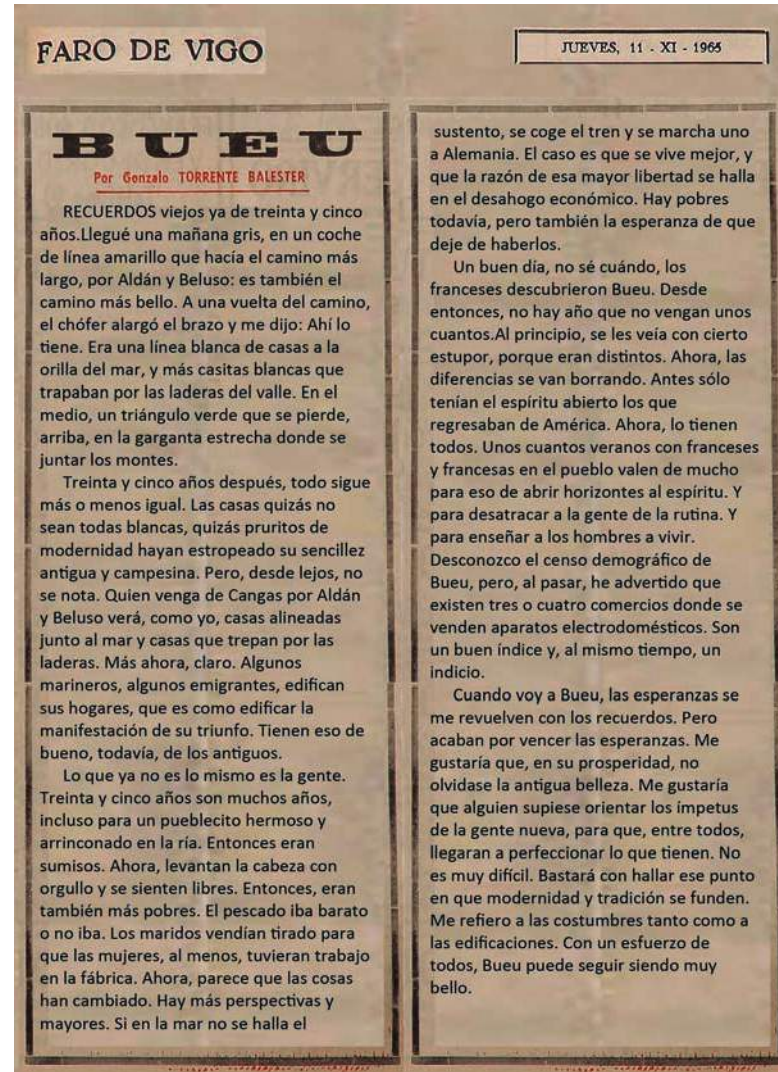 FARO DE VIGO
JUEVES, 11 - XI - 1965
BUEU
Por Gonzalo TORRENTE BALESTER
RECUERDOS viejos ya de treinta y cinco
años.Llegué una mañana gris, en un coche
de línea amarillo que hacía el camino más
largo, por Aldán y Beluso: es también el
camino más bello. A una vuelta del camino,
el chófer alargó el brazo y me dijo: Ahí lo
tiene. Era una línea blanca de casas a la
orilla del mar, y más casitas blancas que
trapaban por las laderas del valle. En el
medio, un triángulo verde que se pierde,
arriba, en la garganta estrecha donde se
juntar los montes.
Treinta y cinco años después, todo sigue
más o menos igual. Las casas quizás no
sean todas blancas, quizás pruritos de
modernidad hayan estropeado su sencillez
antigua y campesina. Pero, desde lejos, no
se nota. Quien venga de Cangas por Aldán
y Beluso verá, como yo, casas alineadas
junto al mar y casas que trepan por las
laderas. Más ahora, claro. Algunos
marineros, algunos emigrantes, edifican
sus hogares, que es como edificar la
manifestación de su triunfo. Tienen eso de
bueno, todavía, de los antiguos.
Lo que ya no es lo mismo es la gente.
Treinta y cinco años son muchos años,
incluso para un pueblecito hermoso y
arrinconado en la ría. Entonces eran
sumisos. Ahora, levantan la cabeza con
orgullo y se sienten libres. Entonces, eran
también más pobres. El pescado iba barato
o no iba. Los maridos vendían tirado para
que las mujeres, al menos, tuvieran trabajo
en la fábrica. Ahora, parece que las cosas
han cambiado. Hay más perspectivas y
mayores. Si en la mar no se halla el
sustento, se coge el tren y se marcha uno
a Alemania. El caso es que se vive mejor, y
que la razón de esa mayor libertad se halla
en el desahogo económico. Hay pobres
todavía, pero también la esperanza de que
deje de haberlos.
Un buen día, no sé cuándo, los
franceses descubrieron Bueu. Desde
entonces, no hay año que no vengan unos
cuantos.Al principio, se les veía con cierto
estupor, porque eran distintos. Ahora, las
diferencias se van borrando. Antes sólo
tenían el espíritu abierto los que
regresaban de América. Ahora, lo tienen
todos. Unos cuantos veranos con franceses
y francesas en el pueblo valen de mucho
para eso de abrir horizontes al espíritu. Y
para desatracar a la gente de la rutina. Y
para enseñar a los hombres a vivir.
Desconozco el censo demográfico de
Bueu, pero, al pasar, he advertido que
existen tres o cuatro comercios donde se
venden aparatos electrodomésticos. Son
un buen índice y, al mismo tiempo, un
indicio.
Cuando voy a Bueu, las esperanzas se
me revuelven con los recuerdos. Pero
acaban por vencer las esperanzas. Me
gustaría que, en su prosperidad, no
olvidase la antigua belleza. Me gustaría
que alguien supiese orientar los ímpetus
de la gente nueva, para que, entre todos,
llegaran a perfeccionar lo que tienen. No
es muy difícil. Bastará con hallar ese punto
en que modernidad y tradición se funden.
Me refiero a las costumbres tanto como a
las edificaciones. Con un esfuerzo de
todos, Bueu puede seguir siendo muy
bello.